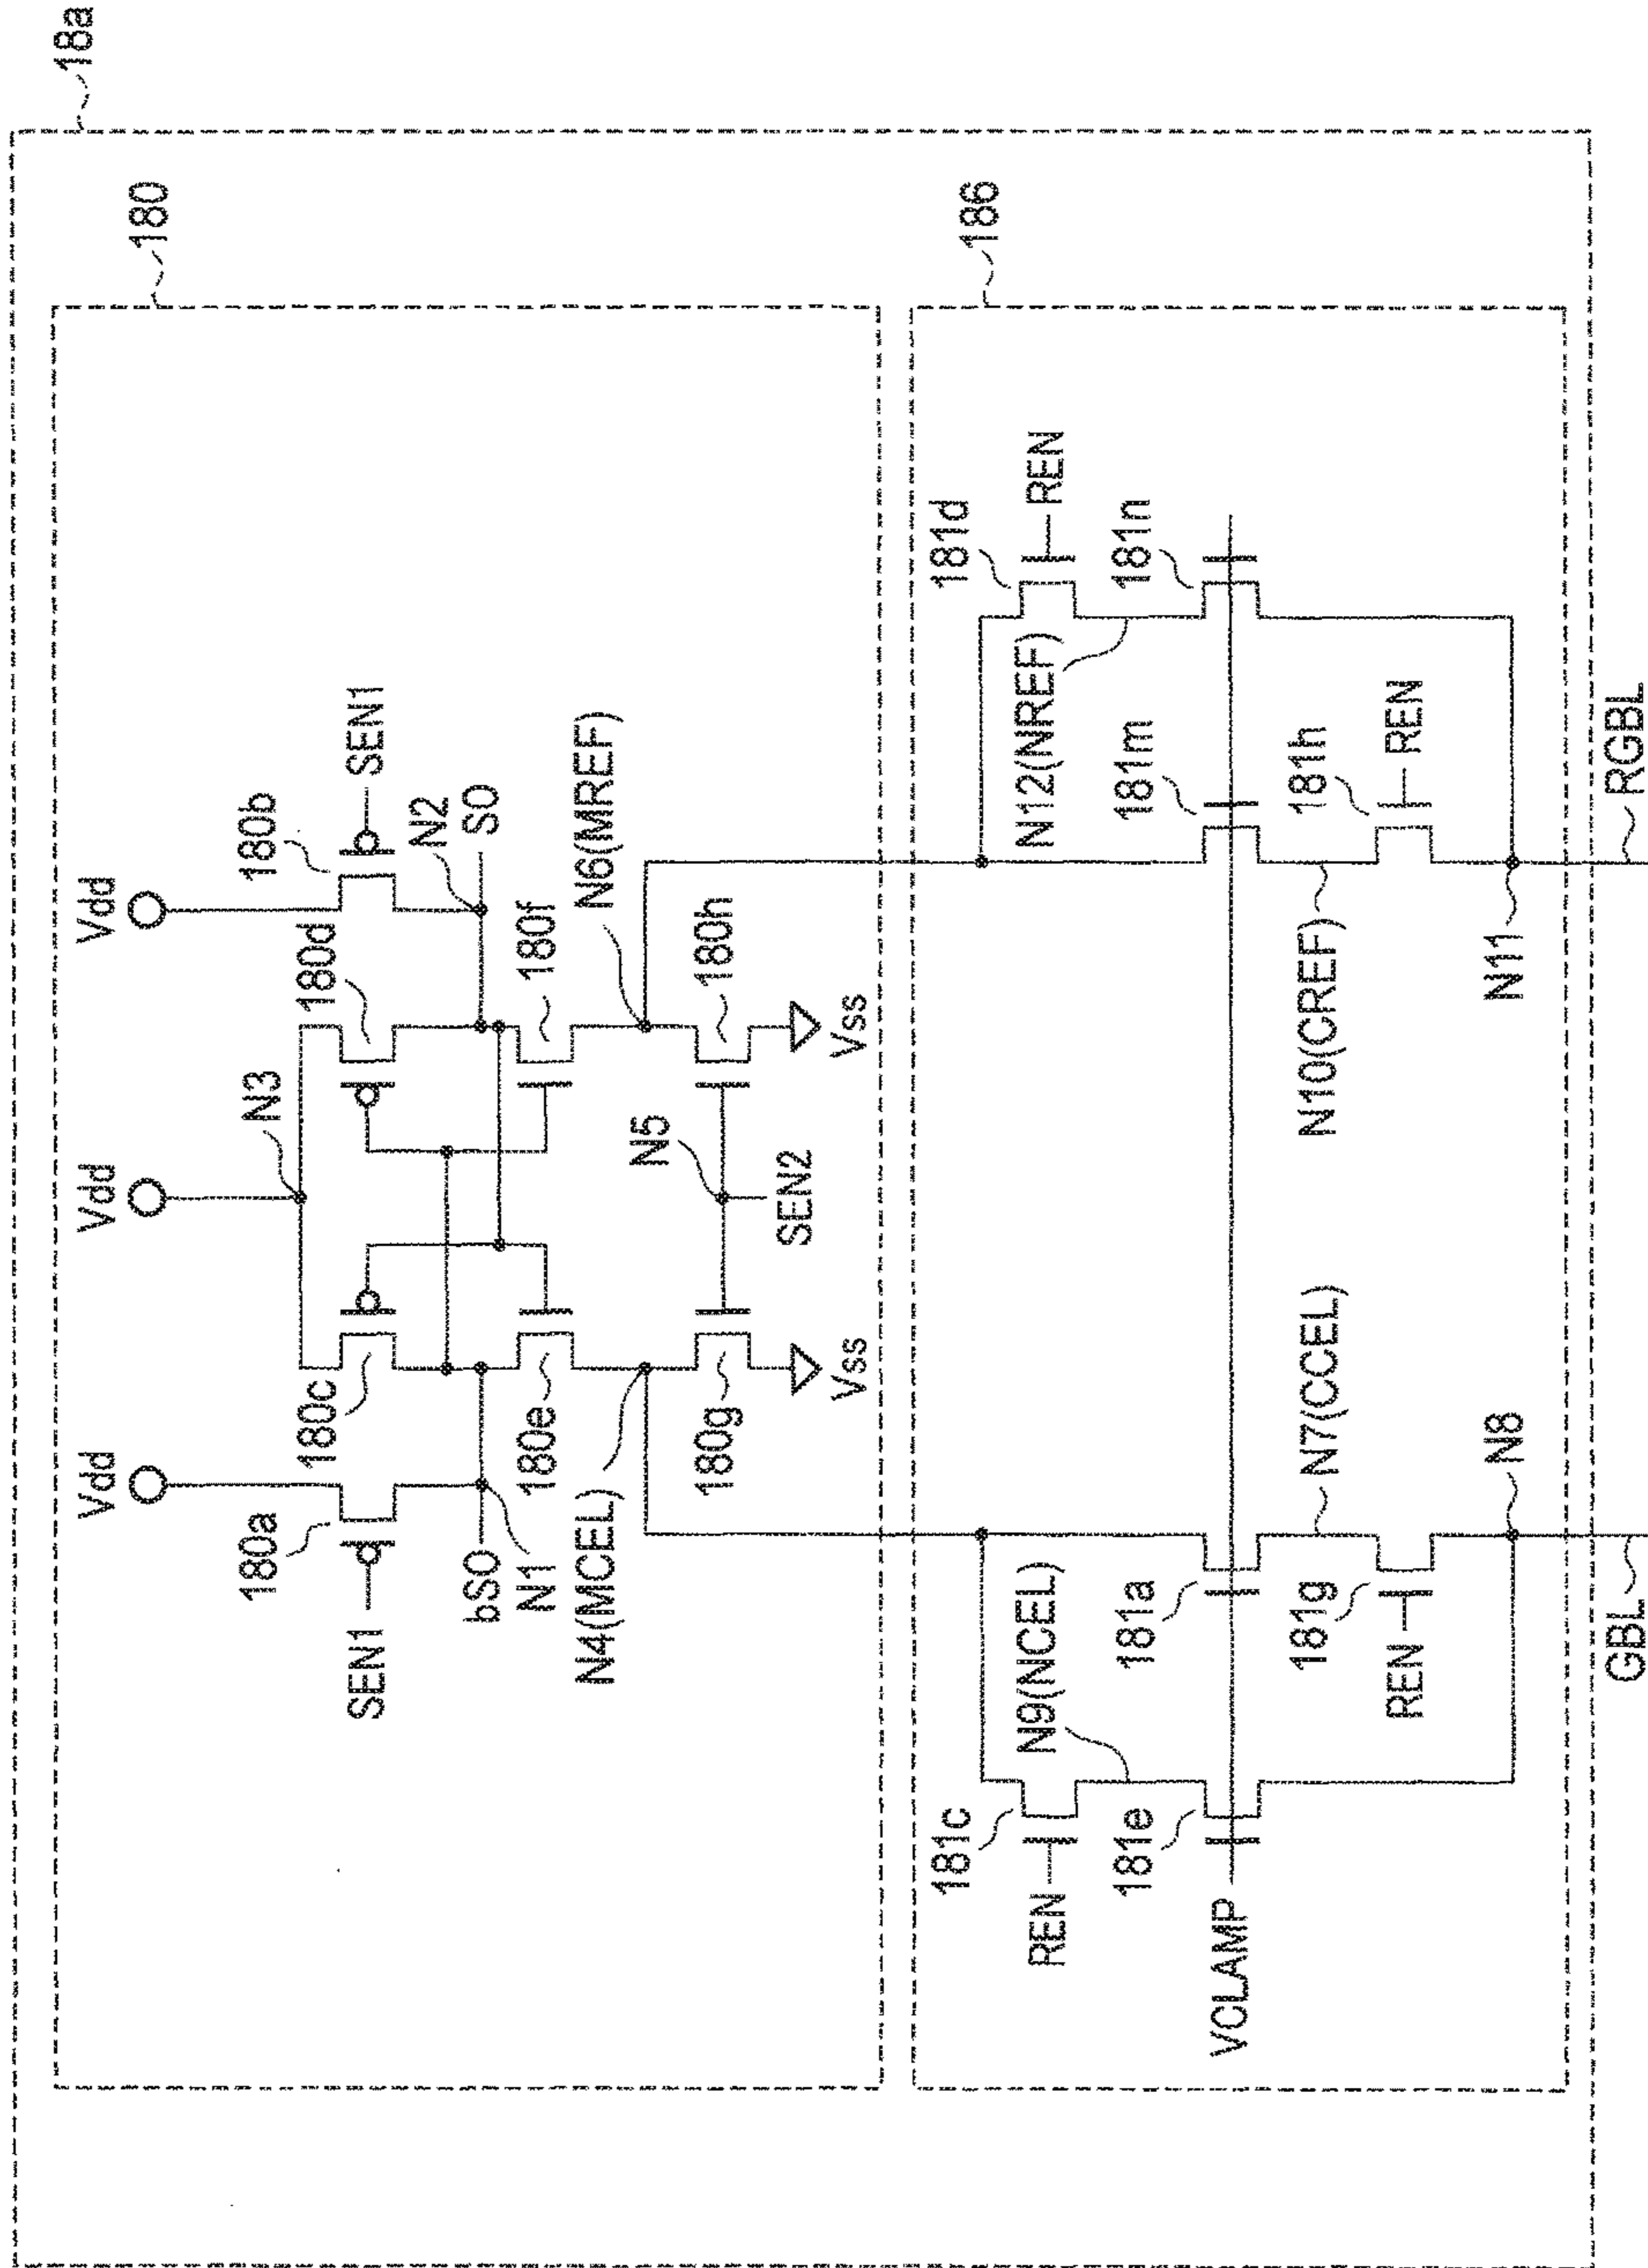 18a
180
Vdd
Vdd
Vdd
N3
180a
180c
180d
180b
SEN1
SEN1
bSO
N1
N2
SO
180e
180f
N4(MCEL)
N6(MREF)
N5
180g
180h
SEN2
Vss
Vss
186
181c
181d
REN
REN
N9(NCEL)
N12(NREF)
181e
181a
181m
181n
VCLAMP
N7(CCEL)
N10(CREF)
181g
181h
REN
REN
N8
N11
GBL
RGBL